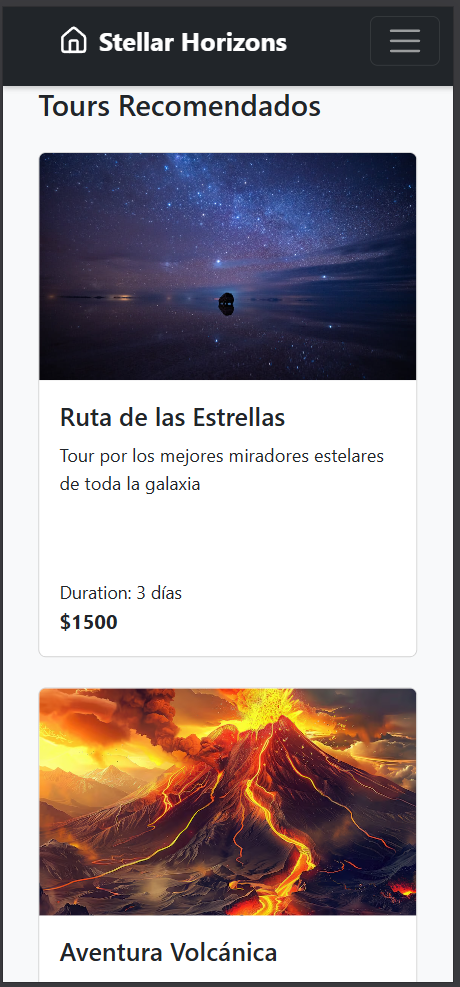 Stellar Horizons
Tours Recomendados
Ruta de las Estrellas
Tour por los mejores miradores estelares
de toda la galaxia
Duration: 3 días
$1500
Aventura Volcánica